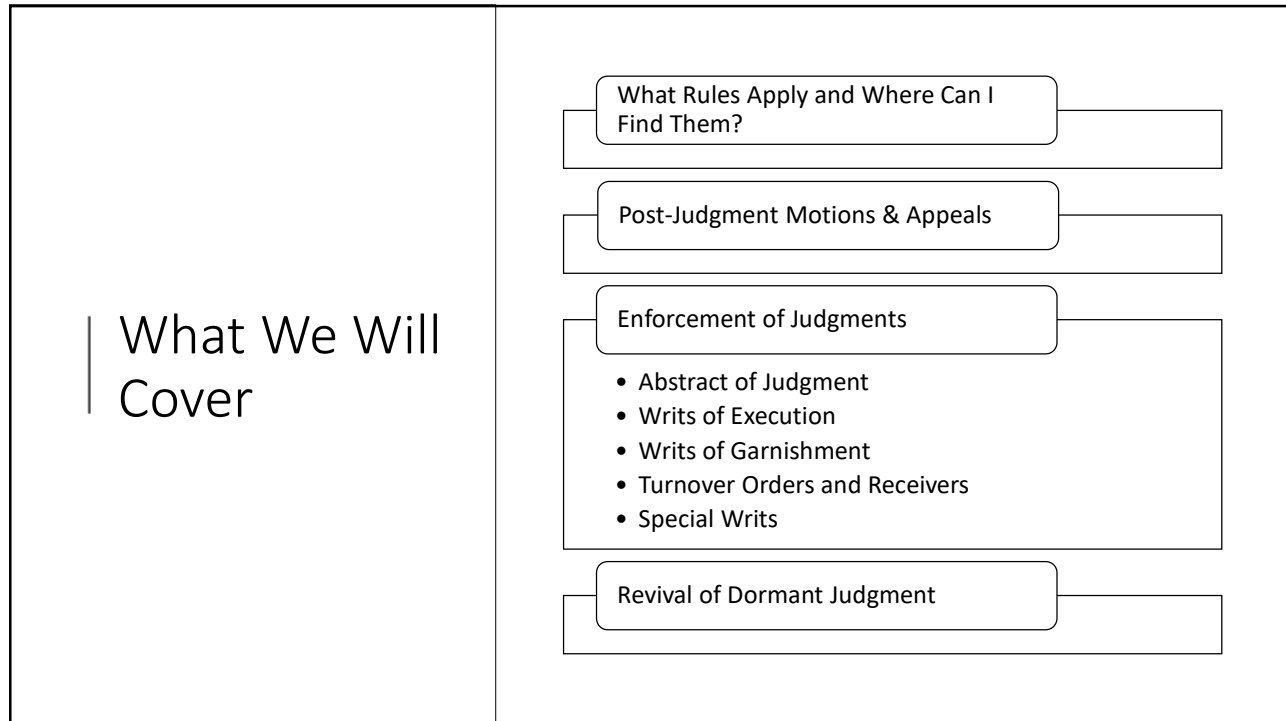 What We Will
Cover
What Rules Apply and Where Can I
Find Them?
Post-Judgment Motions & Appeals
Enforcement of Judgments
• Abstract of Judgment
• Writs of Execution
• Writs of Garnishment
• Turnover Orders and Receivers
• Special Writs
Revival of Dormant Judgment